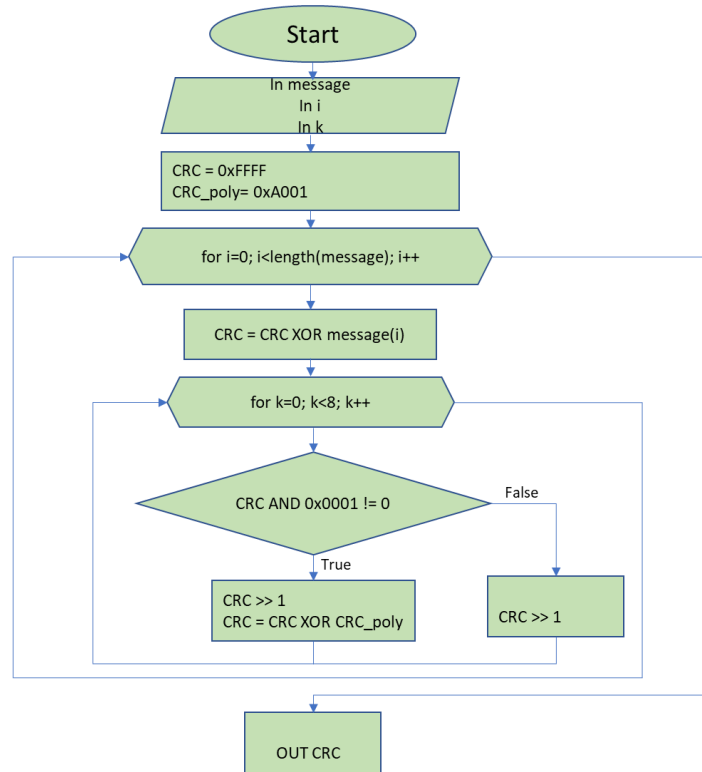 Start
In message
In i
In k
CRC = 0xFFFF
CRC_poly= 0xA001
for i=0; i<length(message); i++
CRC = CRC XOR message(i)
for k=0; k<8; k++
CRC AND 0x0001 != 0
False
True
CRC >> 1
CRC = CRC XOR CRC_poly
CRC >> 1
OUT CRC